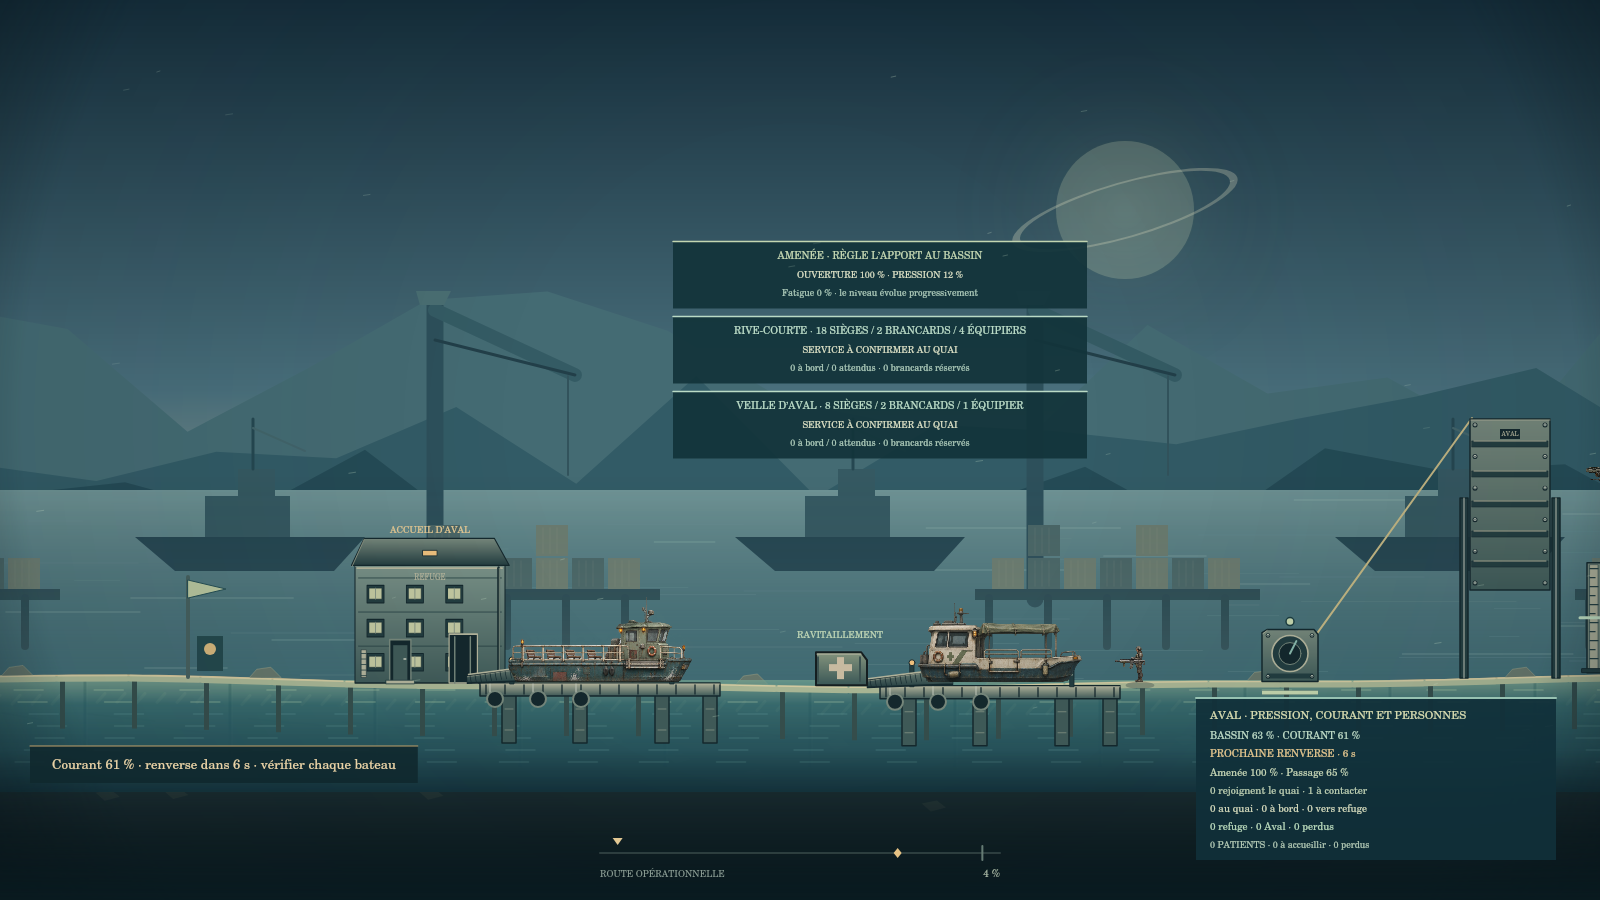 AMENÉE · RÈGLE L'APPORT AU BASSIN
OUVERTURE 100 % · PRESSION 12 %
Fatigue 0 % · le niveau évolue progressivement
RIVE-COURTE · 18 SIÈGES / 2 BRANCARDS / 4 ÉQUIPIERS
SERVICE À CONFIRMER AU QUAI
0 à bord / 0 attendus · 0 brancards réservés
VEILLE D'AVAL · 8 SIÈGES / 2 BRANCARDS / 1 ÉQUIPIER
SERVICE À CONFIRMER AU QUAI
0 à bord / 0 attendus · 0 brancards réservés
AVAL
ACCUEIL D'AVAL
REFUGE
RAVITAILLEMENT
AVAL · PRESSION, COURANT ET PERSONNES
BASSIN 63 % · COURANT 61 %
PROCHAINE RENVERSE · 6 s
Amenée 100 % · Passage 65 %
0 rejoignent le quai · 1 à contacter
0 au quai · 0 à bord · 0 vers refuge
0 refuge · 0 Aval · 0 perdus
0 PATIENTS · 0 à accueillir · 0 perdus
Courant 61 % · renverse dans 6 s · vérifier chaque bateau
ROUTE OPÉRATIONNELLE
4 %